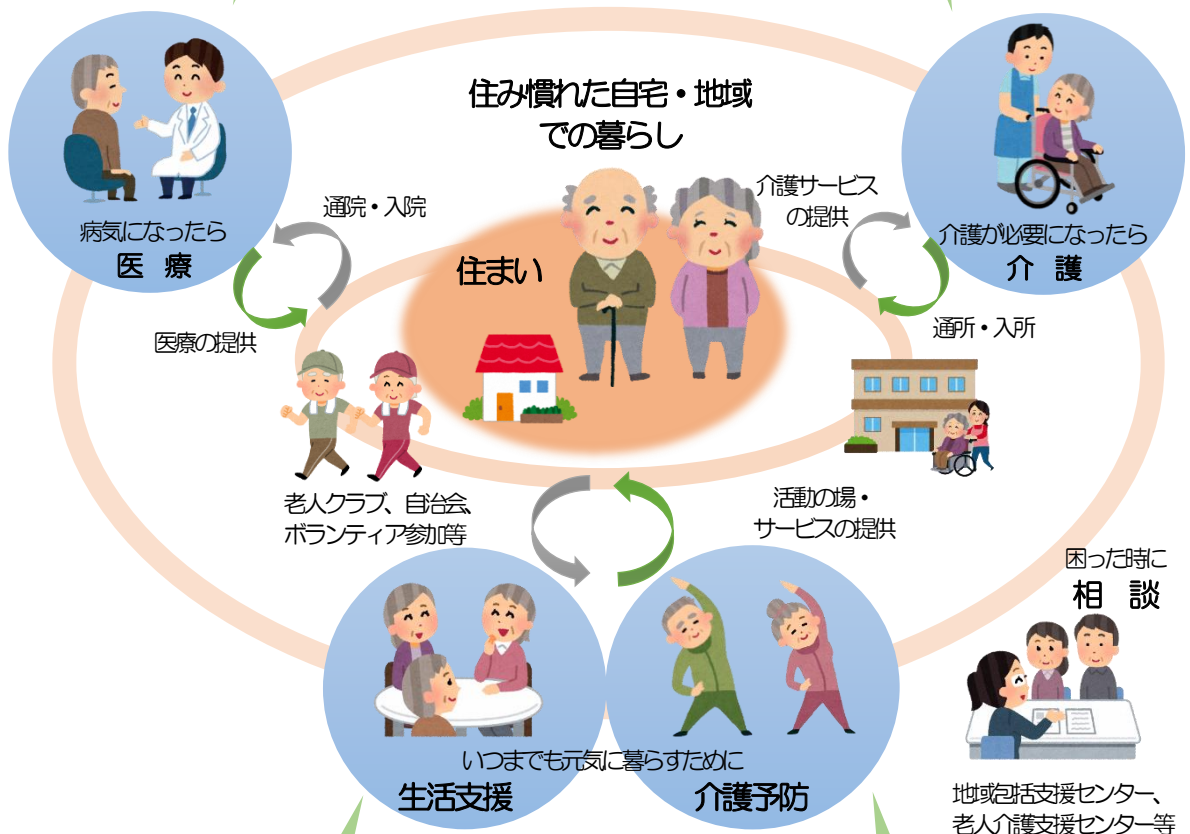 住み慣れた自宅・地域
での暮らし
病気になったら
医 療
通院・入院
医療の提供
住まい
介護サービス
の提供
介護が必要になったら
介 護
通所・入所
老人クラブ、自治会、
ボランティア参加等
活動の場・
サービスの提供
いつまでも元気に暮らすために
生活支援
介護予防
困った時に
相 談
地域包括支援センター、
老人介護支援センター等